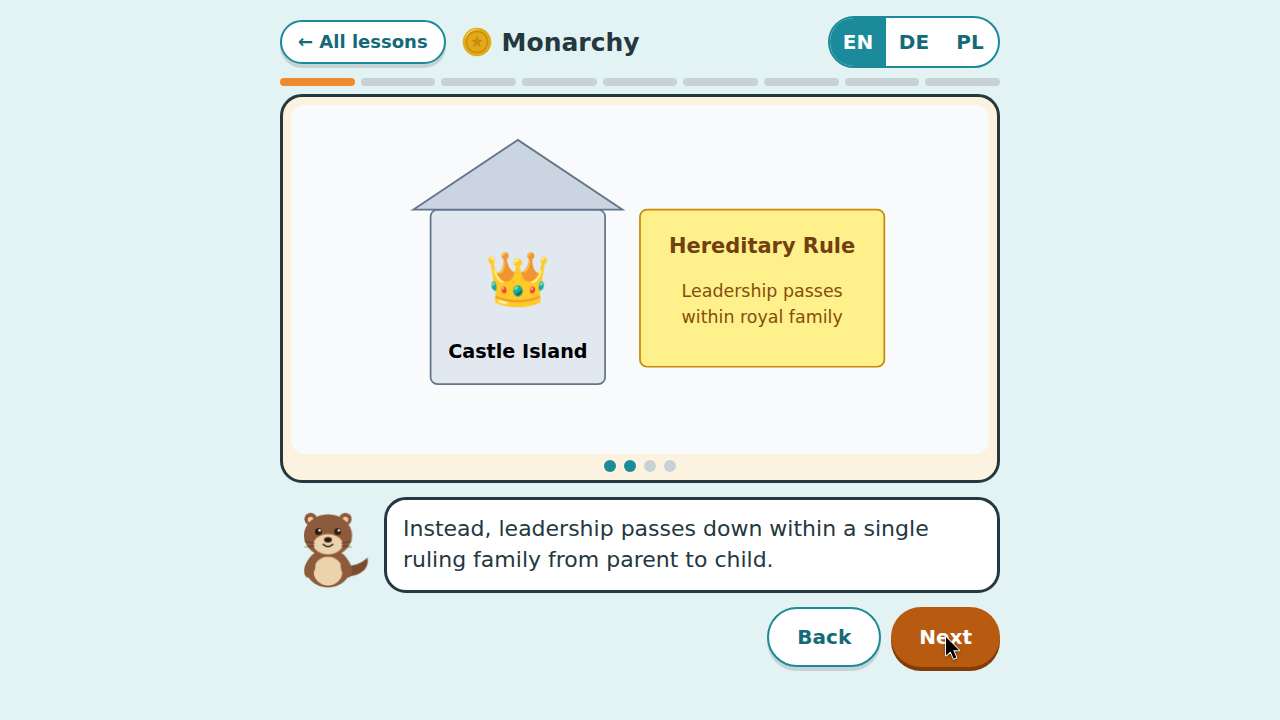 ← All lessons
Monarchy
EN DE PL
Castle Island
Hereditary Rule
Leadership passes
within royal family
Instead, leadership passes down within a single
ruling family from parent to child.
Back
Next